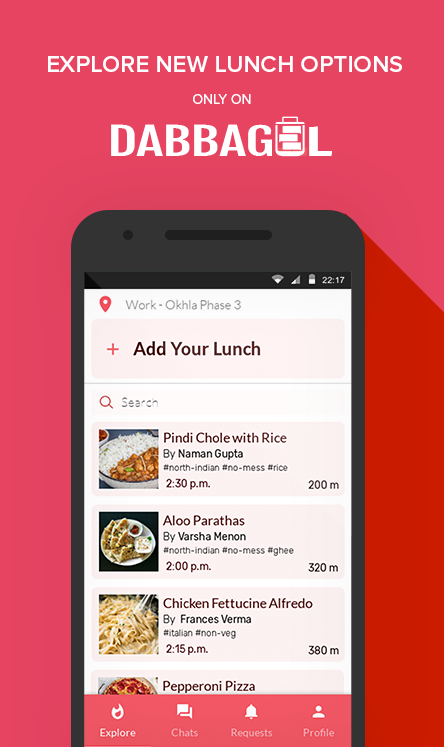 EXPLORE NEW LUNCH OPTIONS
ONLY ON
DABBAGUL
22:17
Work - Okhla Phase 3
+ Add Your Lunch
Search
Pindi Chole with Rice
By Naman Gupta
#north-indian #no-mess #rice
2:30 p.m.
200 m
Aloo Parathas
By Varsha Menon
#north-indian #no-mess #ghee
2:00 p.m.
320 m
Chicken Fettucine Alfredo
By Frances Verma
#italian #non-veg
2:15 p.m.
380 m
Pepperoni Pizza
Explore Chats Requests Profile